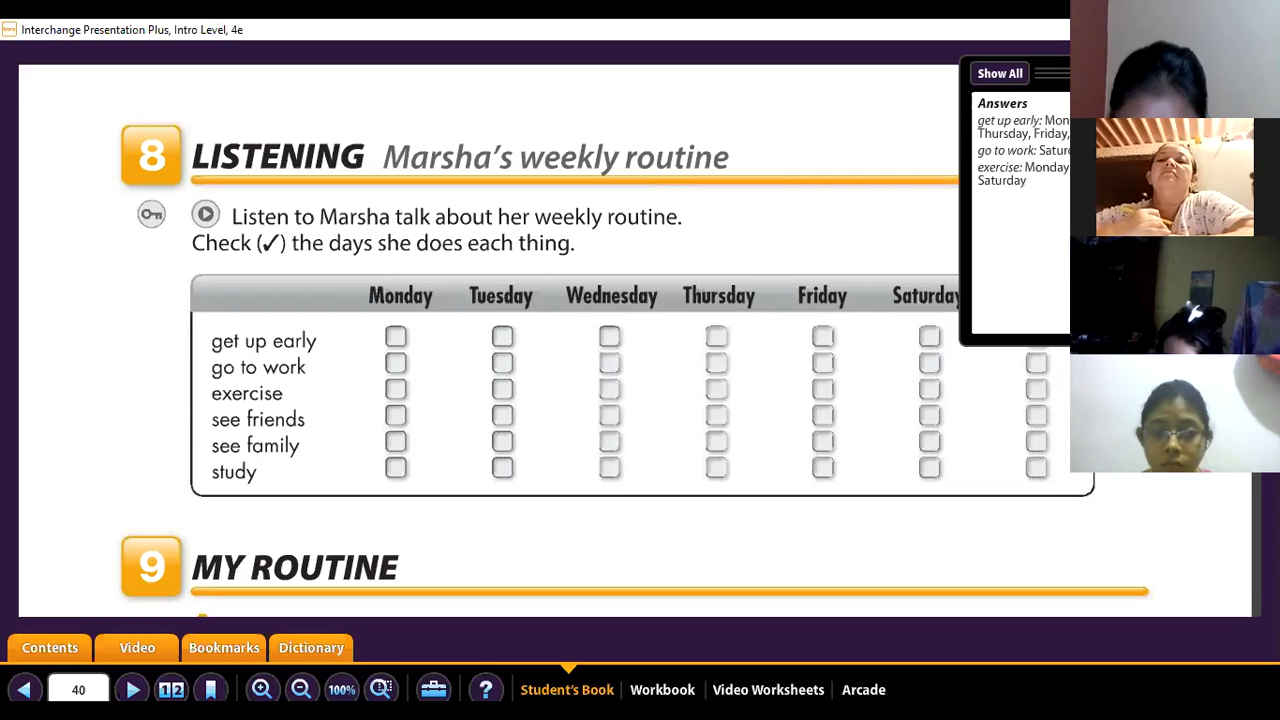 Interchange Presentation Plus, Intro Level, 4e
8 LISTENING Marsha's weekly routine
Listen to Marsha talk about her weekly routine.
Check (✓) the days she does each thing.
Monday Tuesday Wednesday Thursday Friday Saturday
get up early
go to work
exercise
see friends
see family
study
Show All
Answers
get up early: Mon
Thursday, Friday,
go to work: Satur
exercise: Monday
Saturday
9 MY ROUTINE
Contents Video Bookmarks Dictionary
40 1 2 100% ? Student's Book Workbook Video Worksheets Arcade